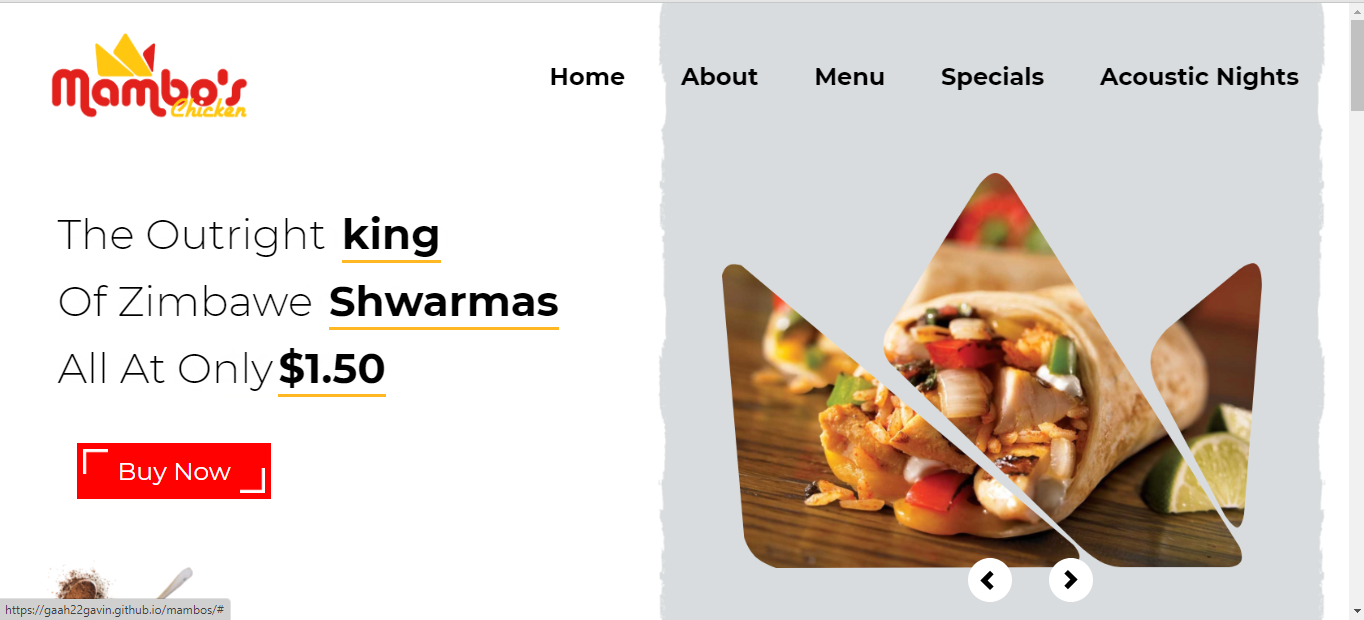 Mambo's
Chicken
Home About Menu Specials Acoustic Nights
The Outright king
Of Zimbawe Shwarmas
All At Only $1.50
Buy Now
https://gaah22gavin.github.io/mambos/#